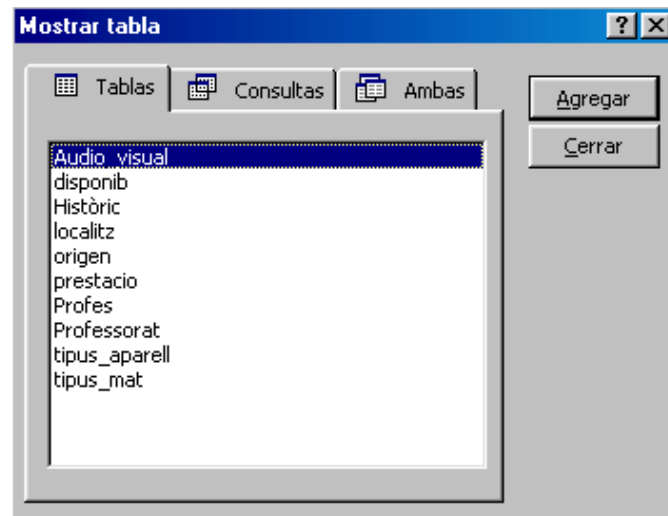 Mostrar tabla
Tablas Consultas Ambas
Agregar
Cerrar
Audio_visual
disponib
Històric
localitz
origen
prestacio
Profes
Professorat
tipus_aparell
tipus_mat